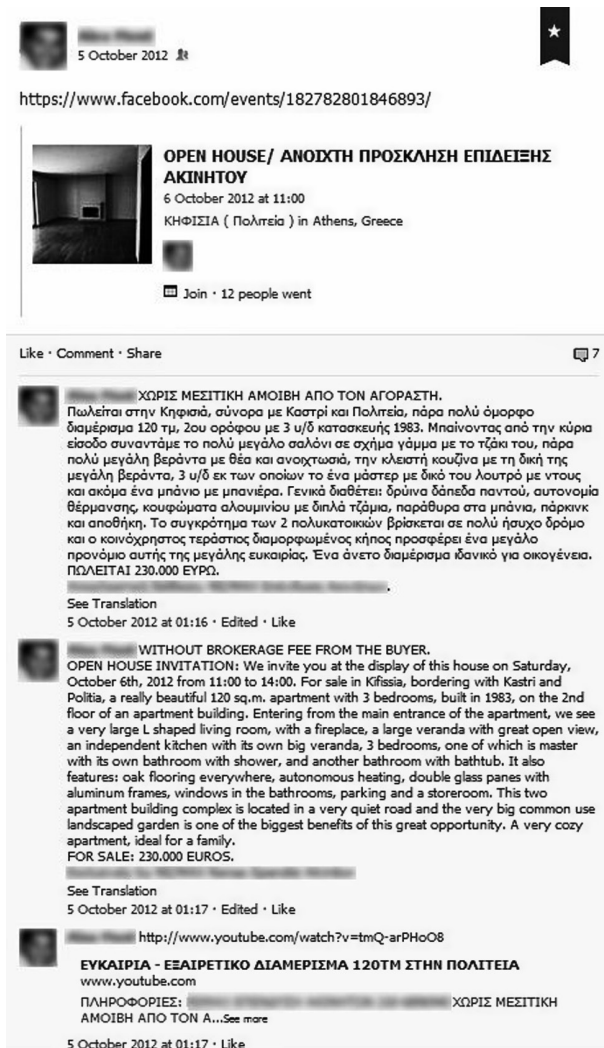 5 October 2012
https://www.facebook.com/events/182782801846893/
OPEN HOUSE/ ΑΝΟΙΧΤΗ ΠΡΟΣΚΛΗΣΗ ΕΠΙΔΕΙΞΗΣ
ΑΚΙΝΗΤΟΥ
6 October 2012 at 11:00
ΚΗΦΙΣΙΑ ( Πολιτεία ) in Athens, Greece
Join · 12 people went
Like · Comment · Share 7
ΧΩΡΙΣ ΜΕΣΙΤΙΚΗ ΑΜΟΙΒΗ ΑΠΟ ΤΟΝ ΑΓΟΡΑΣΤΗ.
Πωλείται στην Κηφισιά, σύνορα με Καστρί και Πολιτεία, πάρα πολύ όμορφο
διαμέρισμα 120 τμ, 2ου ορόφου με 3 υ/δ κατασκευής 1983. Μπαίνοντας από την κύρια
είσοδο συναντάμε το πολύ μεγάλο σαλόνι σε σχήμα γάμμα με το τζάκι του, πάρα
πολύ μεγάλη βεράντα με θέα και ανοιχτωσιά, την κλειστή κουζίνα με τη δική της
μεγάλη βεράντα, 3 υ/δ εκ των οποίων το ένα μάστερ με δικό του λουτρό με ντους
και ακόμα ένα μπάνιο με μπανιέρα. Γενικά διαθέτει: δρύινα δάπεδα παντού, αυτονομία
θέρμανσης, κουφώματα αλουμινίου με διπλά τζάμια, παράθυρα στα μπάνια, πάρκινκ
και αποθήκη. Το συγκρότημα των 2 πολυκατοικιών βρίσκεται σε πολύ ήσυχο δρόμο
και ο κοινόχρηστος τεράστιος διαμορφωμένος κήπος προσφέρει ένα μεγάλο
προνόμιο αυτής της μεγάλης ευκαιρίας. Ένα άνετο διαμέρισμα ιδανικό για οικογένεια.
ΠΩΛΕΙΤΑΙ 230.000 ΕΥΡΩ.
See Translation
5 October 2012 at 01:16 · Edited · Like
WITHOUT BROKERAGE FEE FROM THE BUYER.
OPEN HOUSE INVITATION: We invite you at the display of this house on Saturday,
October 6th, 2012 from 11:00 to 14:00. For sale in Kifissia, bordering with Kastri and
Politia, a really beautiful 120 sq.m. apartment with 3 bedrooms, built in 1983, on the 2nd
floor of an apartment building. Entering from the main entrance of the apartment, we see
a very large L shaped living room, with a fireplace, a large veranda with great open view,
an independent kitchen with its own big veranda, 3 bedrooms, one of which is master
with its own bathroom with shower, and another bathroom with bathtub. It also
features: oak flooring everywhere, autonomous heating, double glass panes with
aluminum frames, windows in the bathrooms, parking and a storeroom. This two
apartment building complex is located in a very quiet road and the very big common use
landscaped garden is one of the biggest benefits of this great opportunity. A very cozy
apartment, ideal for a family.
FOR SALE: 230.000 EUROS.
See Translation
5 October 2012 at 01:17 · Edited · Like
http://www.youtube.com/watch?v=tmQ-arPHoO8
ΕΥΚΑΙΡΙΑ - ΕΞΑΙΡΕΤΙΚΟ ΔΙΑΜΕΡΙΣΜΑ 120ΤΜ ΣΤΗΝ ΠΟΛΙΤΕΙΑ
www.youtube.com
ΠΛΗΡΟΦΟΡΙΕΣ: ΧΩΡΙΣ ΜΕΣΙΤΙΚΗ
ΑΜΟΙΒΗ ΑΠΟ ΤΟΝ Α...See more
5 October 2012 at 01:17 · Like